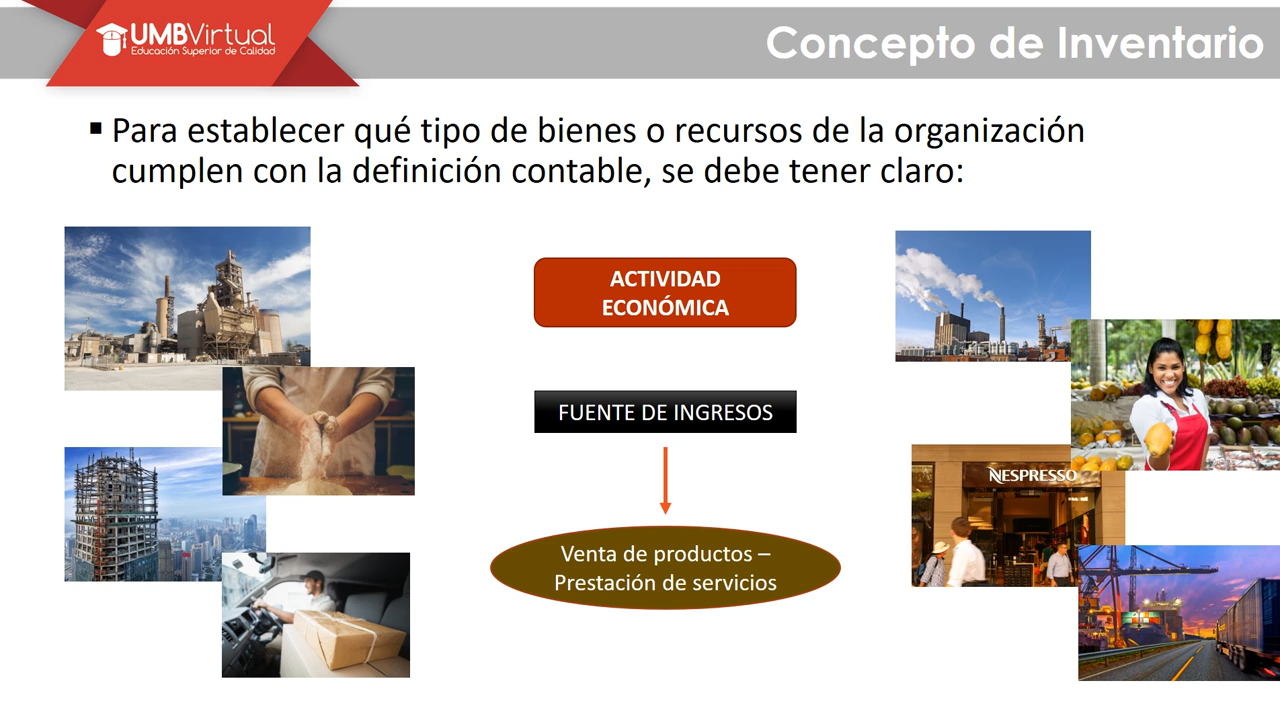 UMBVirtual
Educación Superior de Calidad
Concepto de Inventario
▪ Para establecer qué tipo de bienes o recursos de la organización
cumplen con la definición contable, se debe tener claro:
ACTIVIDAD
ECONÓMICA
FUENTE DE INGRESOS
Venta de productos –
Prestación de servicios
NESPRESSO